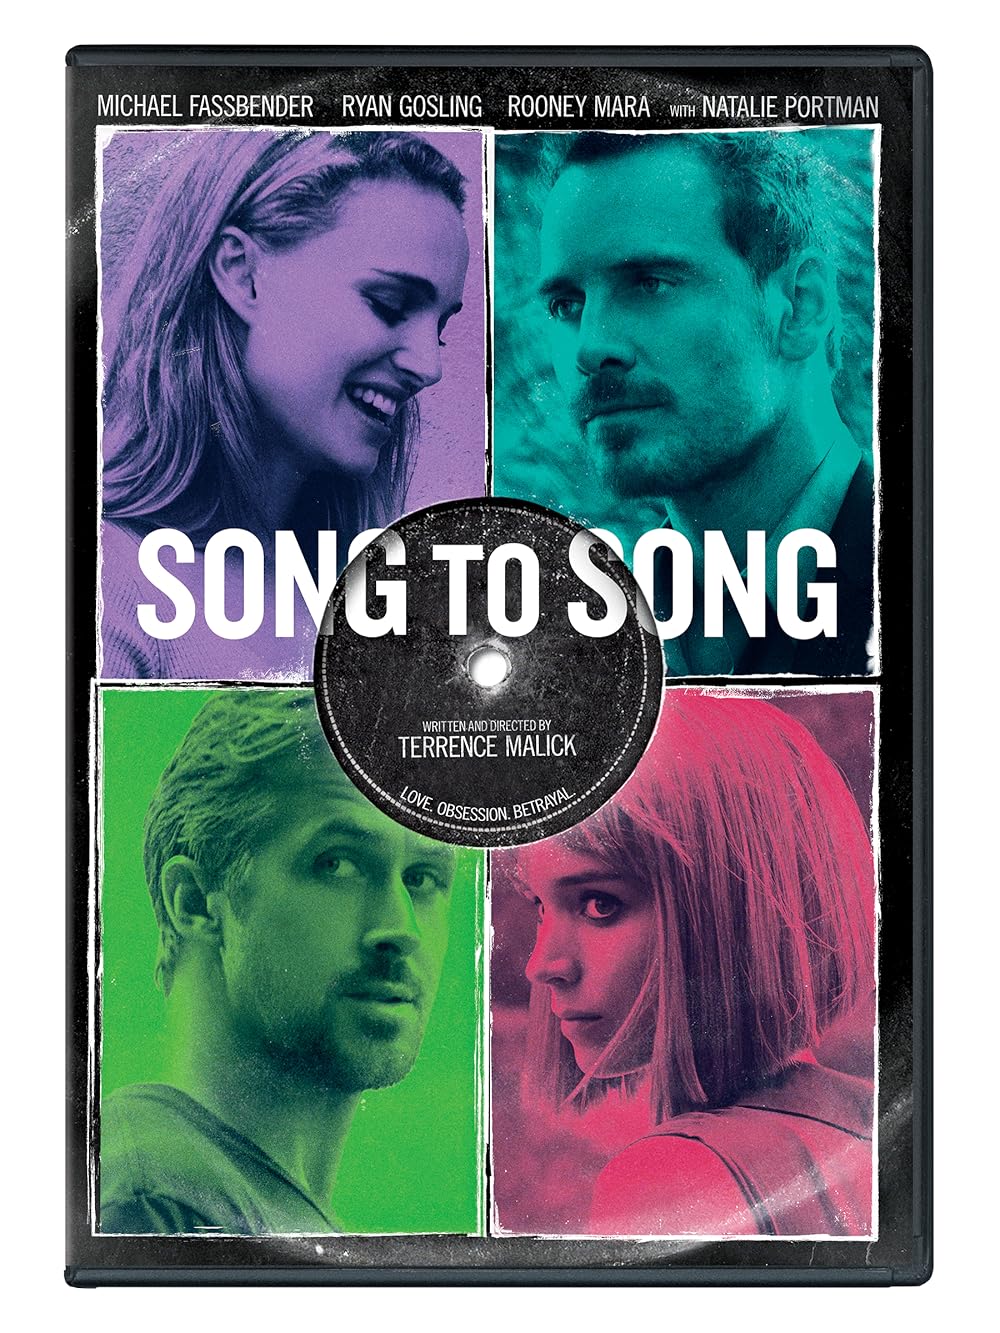 MICHAEL FASSBENDER RYAN GOSLING ROONEY MARA WITH NATALIE PORTMAN
SONG TO SONG
WRITTEN AND DIRECTED BY
TERRENCE MALICK
LOVE. OBSESSION. BETRAYAL.